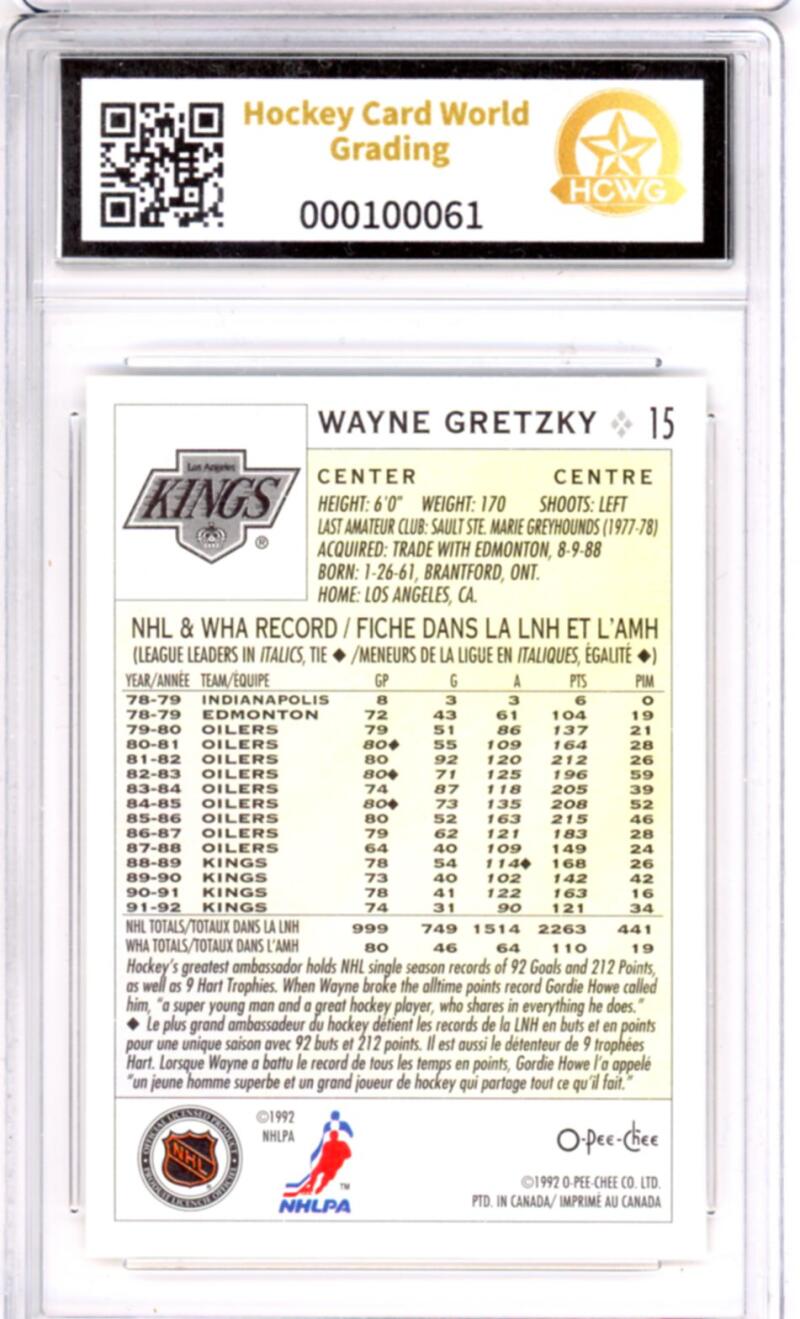 Hockey Card World
Grading
000100061
HCWG
WAYNE GRETZKY 15
Los Angeles
KINGS
®
CENTER CENTRE
HEIGHT: 6'0" WEIGHT: 170 SHOOTS: LEFT
LAST AMATEUR CLUB: SAULT STE. MARIE GREYHOUNDS (1977-78)
ACQUIRED: TRADE WITH EDMONTON, 8-9-88
BORN: 1-26-61, BRANTFORD, ONT.
HOME: LOS ANGELES, CA.
NHL & WHA RECORD / FICHE DANS LA LNH ET L'AMH
(LEAGUE LEADERS IN ITALICS, TIE ◆ /MENEURS DE LA LIGUE EN ITALIQUES, ÉGALITÉ ◆)
YEAR/ANNÉE TEAM/ÉQUIPE GP G A PTS PIM
78-79 INDIANAPOLIS 8 3 3 6 0
78-79 EDMONTON 72 43 61 104 19
79-80 OILERS 79 51 86 137 21
80-81 OILERS 80◆ 55 109 164 28
81-82 OILERS 80 92 120 212 26
82-83 OILERS 80◆ 71 125 196 59
83-84 OILERS 74 87 118 205 39
84-85 OILERS 80◆ 73 135 208 52
85-86 OILERS 80 52 163 215 46
86-87 OILERS 79 62 121 183 28
87-88 OILERS 64 40 109 149 24
88-89 KINGS 78 54 114◆ 168 26
89-90 KINGS 73 40 102 142 42
90-91 KINGS 78 41 122 163 16
91-92 KINGS 74 31 90 121 34
NHL TOTALS/TOTAUX DANS LA LNH 999 749 1514 2263 441
WHA TOTALS/TOTAUX DANS L'AMH 80 46 64 110 19
Hockey's greatest ambassador holds NHL single season records of 92 Goals and 212 Points,
as well as 9 Hart Trophies. When Wayne broke the alltime points record Gordie Howe called
him, "a super young man and a great hockey player, who shares in everything he does."
◆ Le plus grand ambassadeur du hockey détient les records de la LNH en buts et en points
pour une unique saison avec 92 buts et 212 points. Il est aussi le détenteur de 9 trophées
Hart. Lorsque Wayne a battu le record de tous les temps en points, Gordie Howe l'a appelé
"un jeune homme superbe et un grand joueur de hockey qui partage tout ce qu'il fait."
OFFICIAL LICENSED PRODUCT
NHL
PRODUIT LICENCIE OFFICIEL
©1992
NHLPA
™
NHLPA
O-Pee-Chee
©1992 O-PEE-CHEE CO. LTD.
PTD. IN CANADA/ IMPRIMÉ AU CANADA